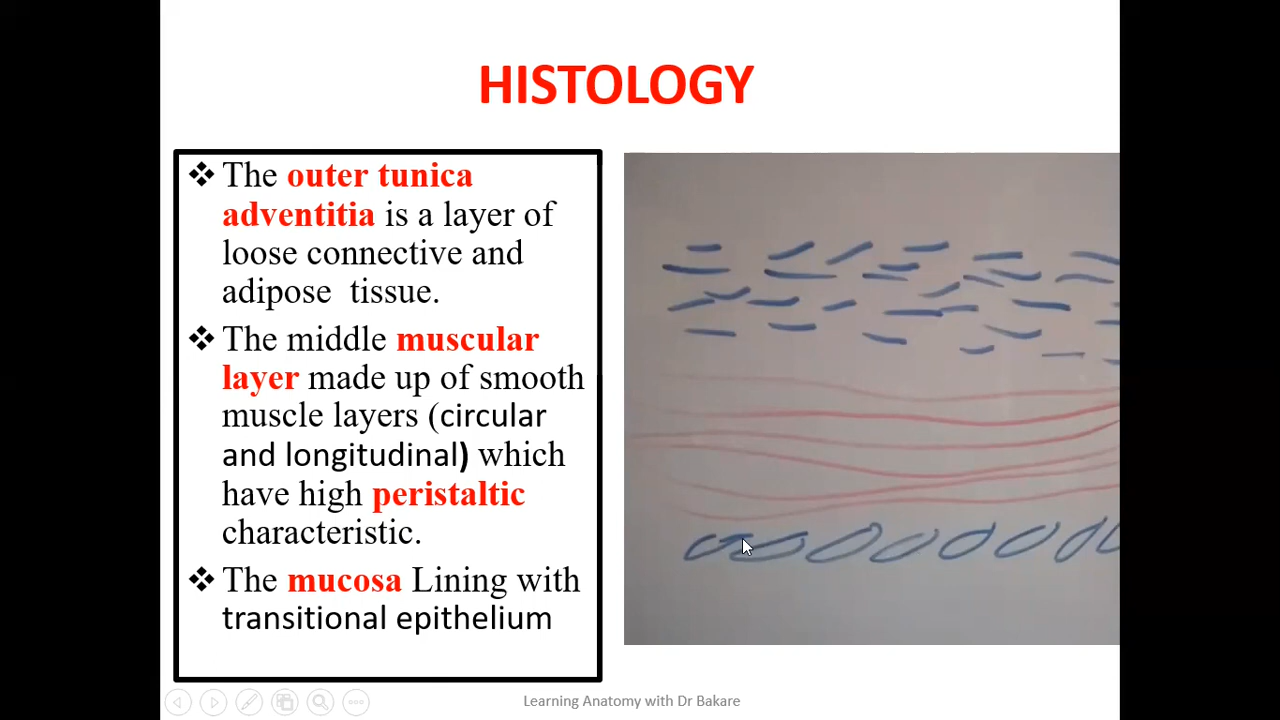 HISTOLOGY
The outer tunica
adventitia is a layer of
loose connective and
adipose tissue.
The middle muscular
layer made up of smooth
muscle layers (circular
and longitudinal) which
have high peristaltic
characteristic.
The mucosa Lining with
transitional epithelium
Learning Anatomy with Dr Bakare